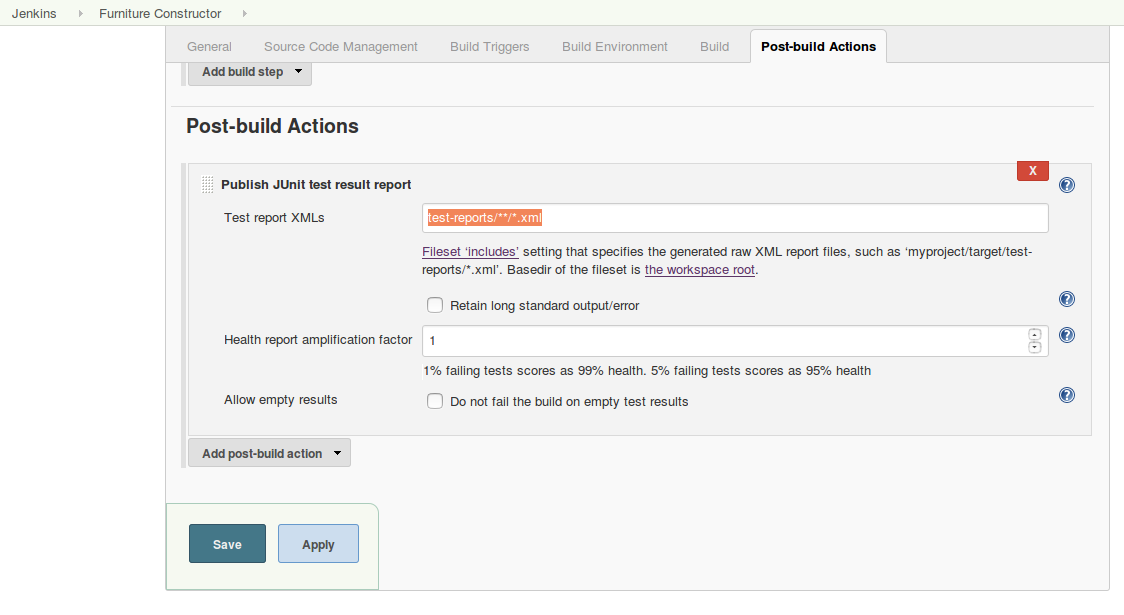 Jenkins Furniture Constructor
General Source Code Management Build Triggers Build Environment Build Post-build Actions
Add build step
Post-build Actions
X
Publish JUnit test result report ?
Test report XMLs test-reports/**/*.xml
Fileset ‘includes’ setting that specifies the generated raw XML report files, such as ‘myproject/target/test-
reports/*.xml’. Basedir of the fileset is the workspace root.
Retain long standard output/error ?
Health report amplification factor 1 ?
1% failing tests scores as 99% health. 5% failing tests scores as 95% health
Allow empty results Do not fail the build on empty test results ?
Add post-build action
Save Apply